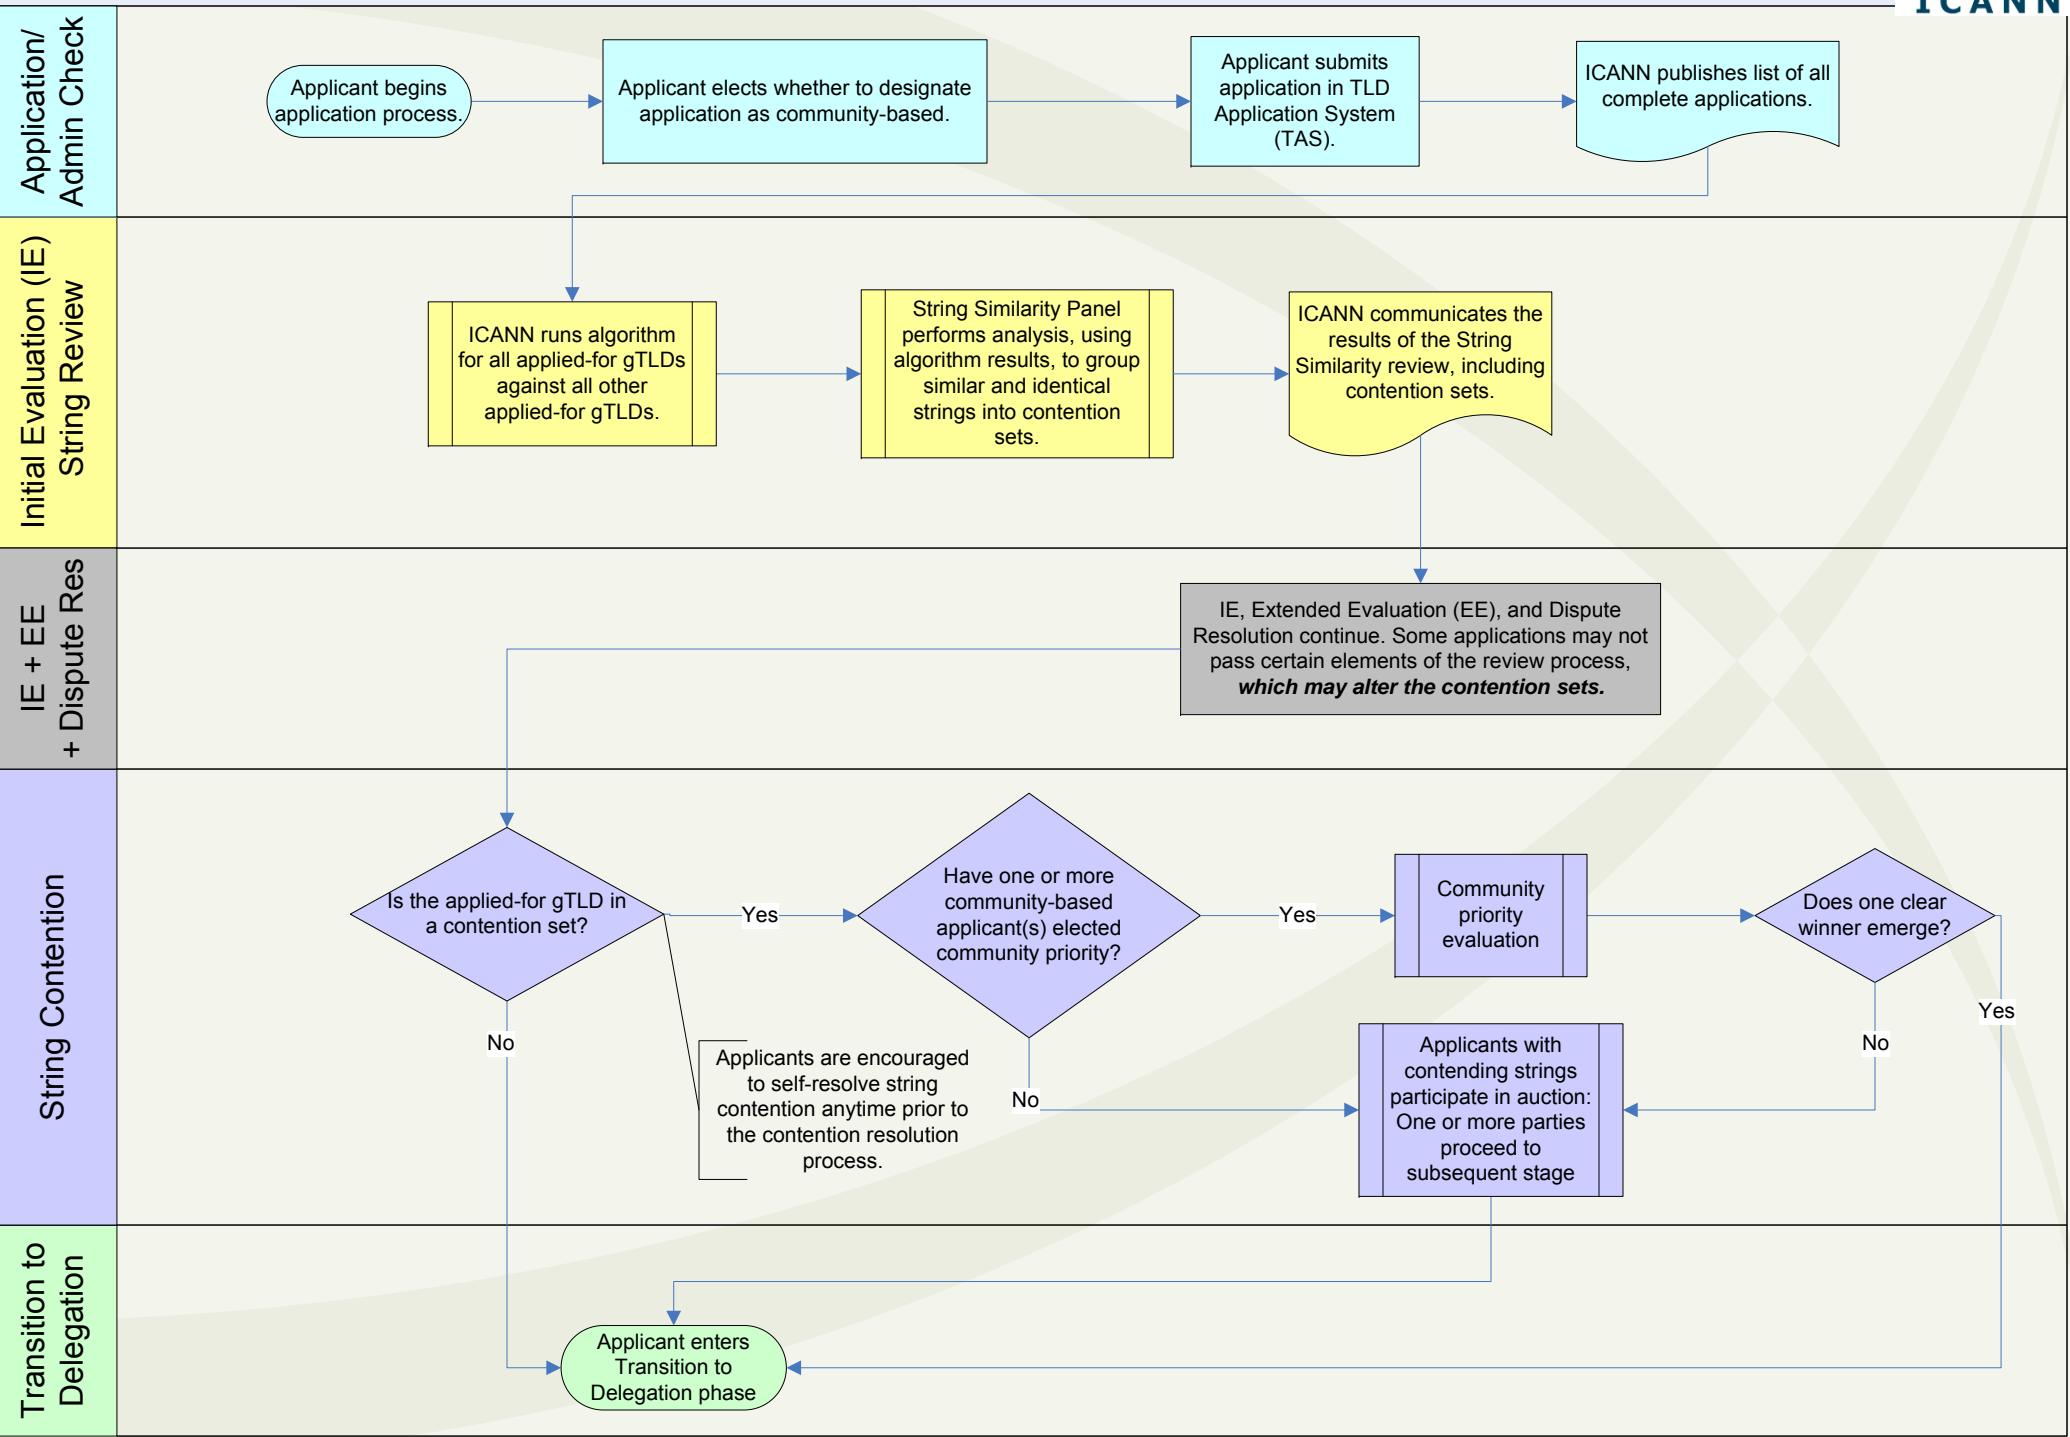 ICANN
Application/
Admin Check
Applicant begins
application process.
Applicant elects whether to designate
application as community-based.
Applicant submits
application in TLD
Application System
(TAS).
ICANN publishes list of all
complete applications.
Initial Evaluation (IE)
String Review
ICANN runs algorithm
for all applied-for gTLDs
against all other
applied-for gTLDs.
String Similarity Panel
performs analysis, using
algorithm results, to group
similar and identical
strings into contention
sets.
ICANN communicates the
results of the String
Similarity review, including
contention sets.
IE + EE
+ Dispute Res
IE, Extended Evaluation (EE), and Dispute
Resolution continue. Some applications may not
pass certain elements of the review process,
which may alter the contention sets.
String Contention
Is the applied-for gTLD in
a contention set?
Yes
No
Have one or more
community-based
applicant(s) elected
community priority?
Yes
No
Community
priority
evaluation
Does one clear
winner emerge?
Yes
No
Applicants are encouraged
to self-resolve string
contention anytime prior to
the contention resolution
process.
Applicants with
contending strings
participate in auction:
One or more parties
proceed to
subsequent stage
Transition to
Delegation
Applicant enters
Transition to
Delegation phase